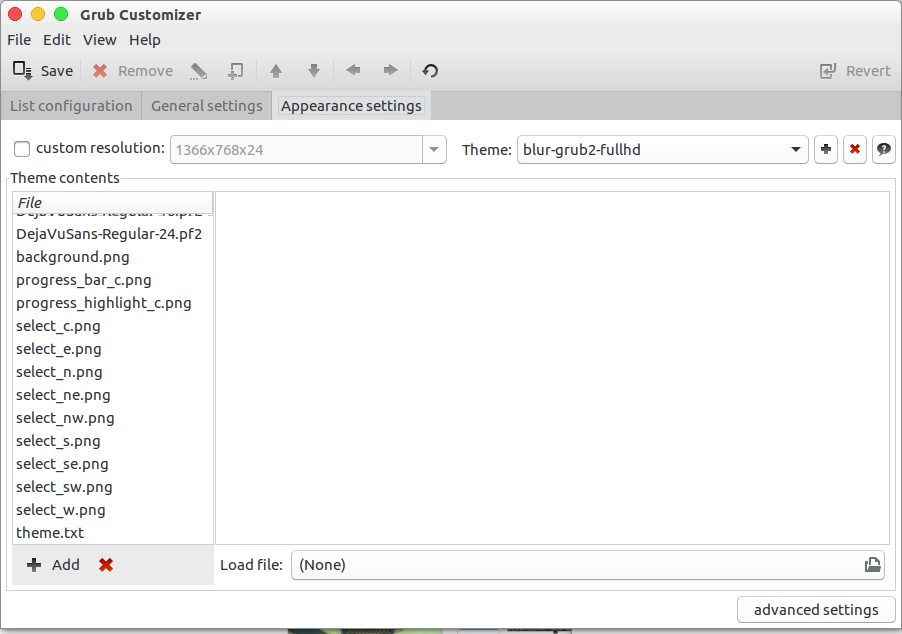 Grub Customizer
File Edit View Help
Save Remove Revert
List configuration General settings Appearance settings
custom resolution: 1366x768x24 Theme: blur-grub2-fullhd
Theme contents
File
DejaVuSans-Regular-24.pf2
background.png
progress_bar_c.png
progress_highlight_c.png
select_c.png
select_e.png
select_n.png
select_ne.png
select_nw.png
select_s.png
select_se.png
select_sw.png
select_w.png
theme.txt
Add Load file: (None)
advanced settings